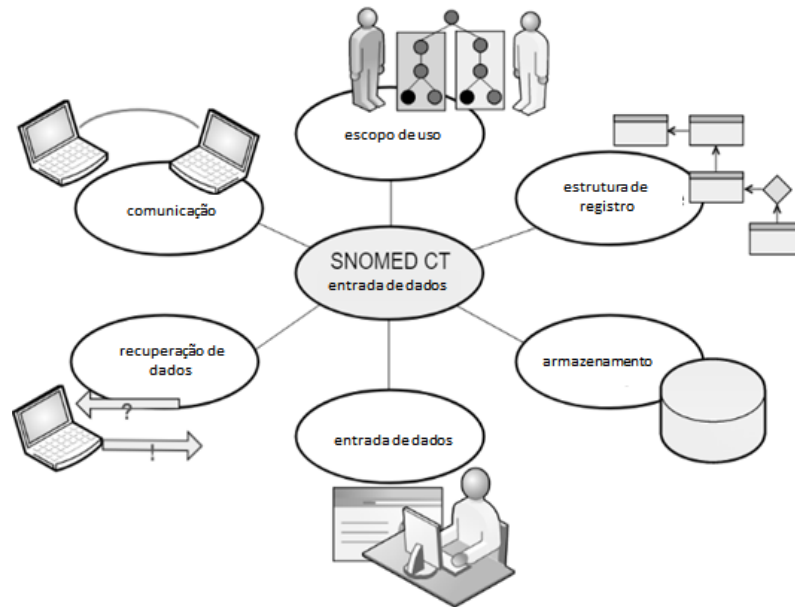 escopo de uso
comunicação
estrutura de
registro
SNOMED CT
entrada de dados
recuperação de
dados
armazenamento
?
!
entrada de dados